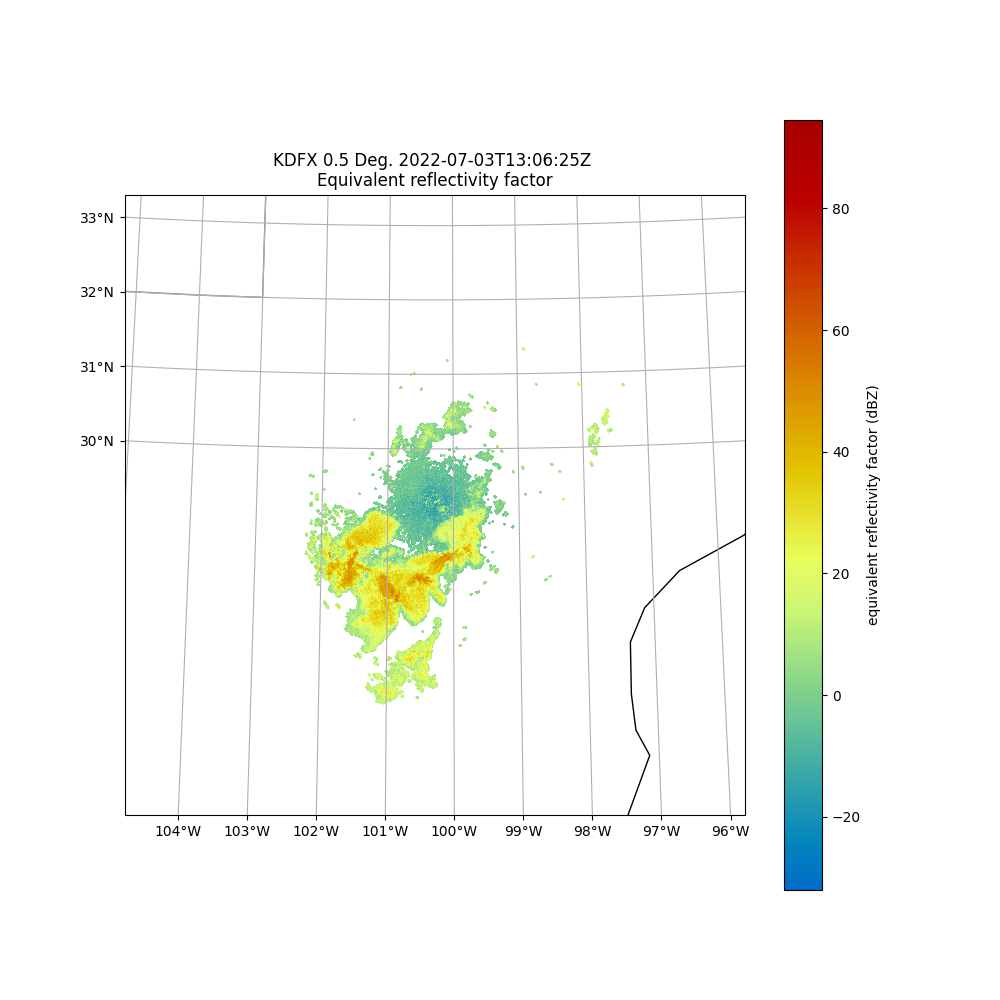 KDFX 0.5 Deg. 2022-07-03T13:06:25Z
Equivalent reflectivity factor
33°N
32°N
31°N
30°N
104°W
103°W
102°W
101°W
100°W
99°W
98°W
97°W
96°W
80
60
40
20
0
−20
equivalent reflectivity factor (dBZ)